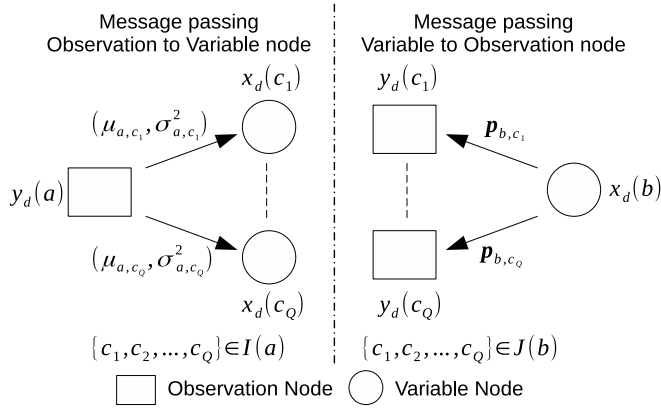 Message passing
Observation to Variable node
x_d(c_1)
(μ_{a,c_1}, σ²_{a,c_1})
y_d(a)
(μ_{a,c_Q}, σ²_{a,c_Q})
x_d(c_Q)
{c_1,c_2,...,c_Q}∈I(a)
Message passing
Variable to Observation node
y_d(c_1)
p_{b,c_1}
x_d(b)
p_{b,c_Q}
y_d(c_Q)
{c_1,c_2,...,c_Q}∈J(b)
Observation Node
Variable Node